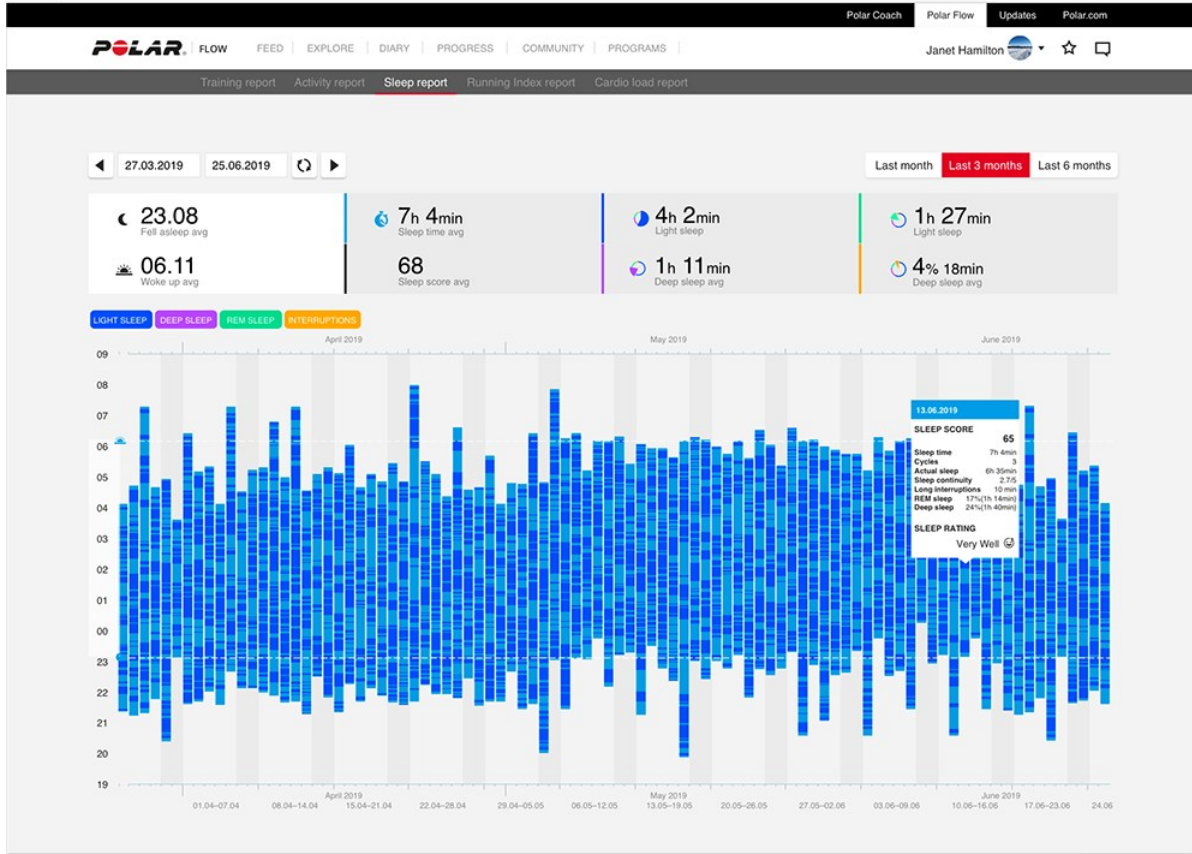 Polar Coach Polar Flow Updates Polar.com
POLAR. FLOW FEED EXPLORE DIARY PROGRESS COMMUNITY PROGRAMS Janet Hamilton
Training report Activity report Sleep report Running Index report Cardio load report
27.03.2019 25.06.2019 Last month Last 3 months Last 6 months
23.08 7h 4min 4h 2min 1h 27min
Fell asleep avg Sleep time avg Light sleep Light sleep
06.11 68 1h 11min 4% 18min
Woke up avg Sleep score avg Deep sleep avg Deep sleep avg
LIGHT SLEEP DEEP SLEEP REM SLEEP INTERRUPTIONS
April 2019 May 2019 June 2019
09
08
07
06
05
04
03
02
01
00
23
22
21
20
19
13.06.2019
SLEEP SCORE
65
Sleep time 7h 4min
Cycles 3
Actual sleep 6h 35min
Sleep continuity 2.7/5
Long interruptions 10 min
REM sleep 17%(1h 14min)
Deep sleep 24%(1h 40min)
SLEEP RATING
Very Well
April 2019 May 2019 June 2019
01.04–07.04 08.04–14.04 15.04–21.04 22.04–28.04 29.04–05.05 06.05–12.05 13.05–19.05 20.05–26.05 27.05–02.06 03.06–09.06 10.06–16.06 17.06–23.06 24.06